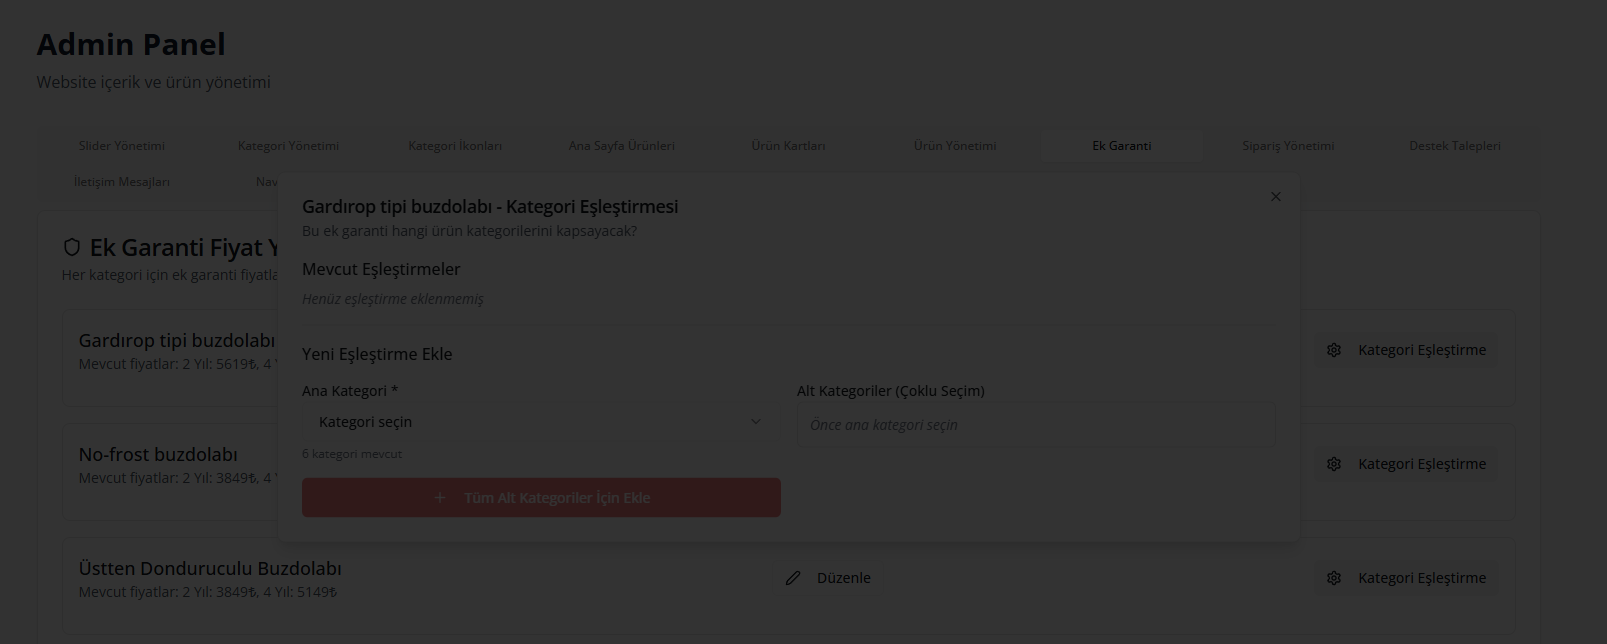 Admin Panel
Website içerik ve ürün yönetimi
Slider Yönetimi
Kategori Yönetimi
Kategori İkonları
Ana Sayfa Ürünleri
Ürün Kartları
Ürün Yönetimi
Ek Garanti
Sipariş Yönetimi
Destek Talepleri
İletişim Mesajları
Nav
Gardırop tipi buzdolabı - Kategori Eşleştirmesi
Bu ek garanti hangi ürün kategorilerini kapsayacak?
Mevcut Eşleştirmeler
Henüz eşleştirme eklenmemiş
Yeni Eşleştirme Ekle
Ana Kategori *
Kategori seçin
6 kategori mevcut
Alt Kategoriler (Çoklu Seçim)
Önce ana kategori seçin
Tüm Alt Kategoriler İçin Ekle
Ek Garanti Fiyat Y
Her kategori için ek garanti fiyatla
Gardırop tipi buzdolabı
Mevcut fiyatlar: 2 Yıl: 5619₺, 4
Kategori Eşleştirme
No-frost buzdolabı
Mevcut fiyatlar: 2 Yıl: 3849₺, 4
Kategori Eşleştirme
Üstten Donduruculu Buzdolabı
Mevcut fiyatlar: 2 Yıl: 3849₺, 4 Yıl: 5149₺
Düzenle
Kategori Eşleştirme